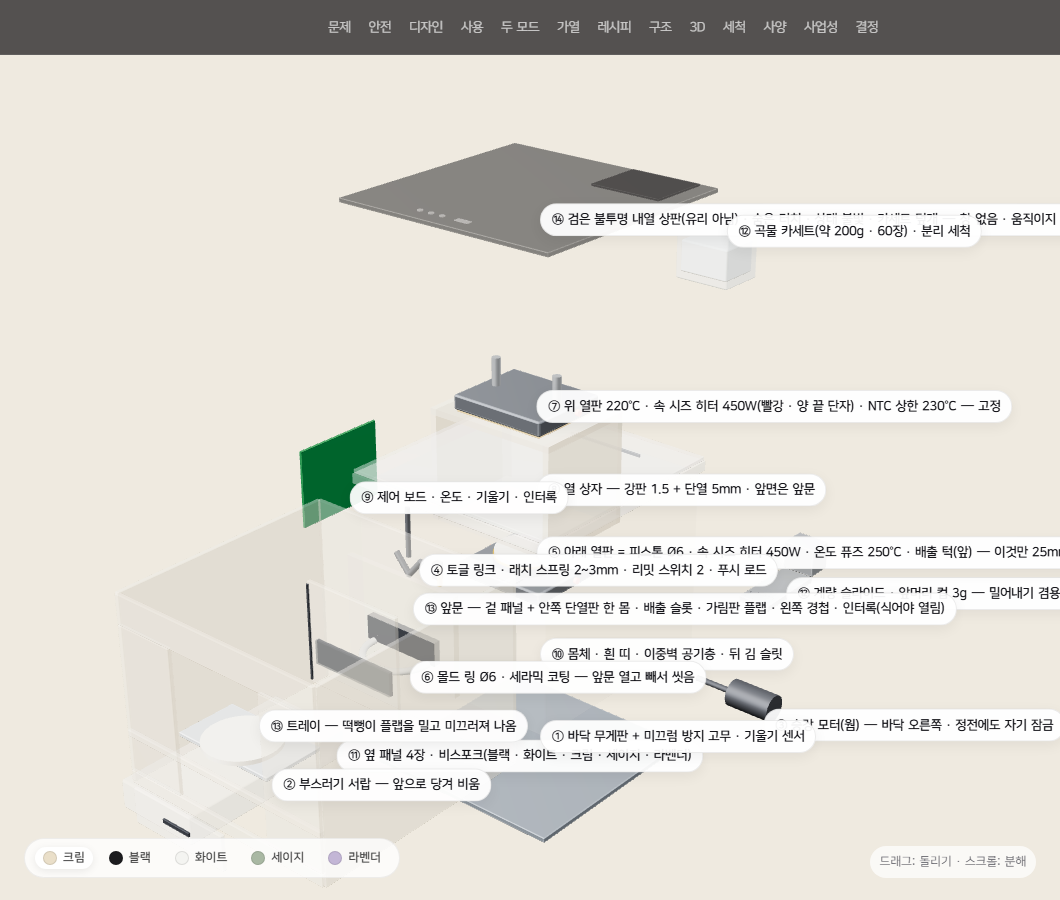 문제 안전 디자인 사용 두 모드 가열 레시피 구조 3D 세척 사양 사업성 결정
⑭ 검은 불투명 내열 상판(유리 아님) 없음 · 움직이지
⑫ 곡물 카세트(약 200g · 60장) · 분리 세척
⑦ 위 열판 220℃ · 속 시즈 히터 450W(빨강 · 양 끝 단자) · NTC 상한 230℃ — 고정
열 상자 — 강판 1.5 + 단열 5mm · 앞면은 앞문
⑨ 제어 보드 · 온도 · 기울기 · 인터록
⑤ 아래 열판 = 피스톤 Ø6 · 속 시즈 히터 450W · 온도 퓨즈 250℃ · 배출 턱(앞) — 이것만 25m
④ 토글 링크 · 래치 스프링 2~3mm · 리밋 스위치 2 · 푸시 로드
3g — 밀어내기 겸용
⑬ 앞문 — 겉 패널 + 안쪽 단열판 한 몸 · 배출 슬롯 · 가림판 플랩 · 왼쪽 경첩 · 인터록(식어야 열림)
⑩ 몸체 · 흰 띠 · 이중벽 공기층 · 뒤 김 슬릿
⑥ 몰드 링 Ø6 · 세라믹 코팅 — 앞문 열고 빼서 씻음
모터(웜) — 바닥 오른쪽 · 정전에도 자기 잠금
⑬ 트레이 — 떡뻥이 플랩을 밀고 미끄러져 나옴
① 바닥 무게판 + 미끄럼 방지 고무 · 기울기 센서
⑪ 옆 패널 4장 · 비스포크(블랙 · 화이트 · 크림 · 세이지 · 라벤더)
② 부스러기 서랍 — 앞으로 당겨 비움
크림 블랙 화이트 세이지 라벤더
드래그: 돌리기 · 스크롤: 분해